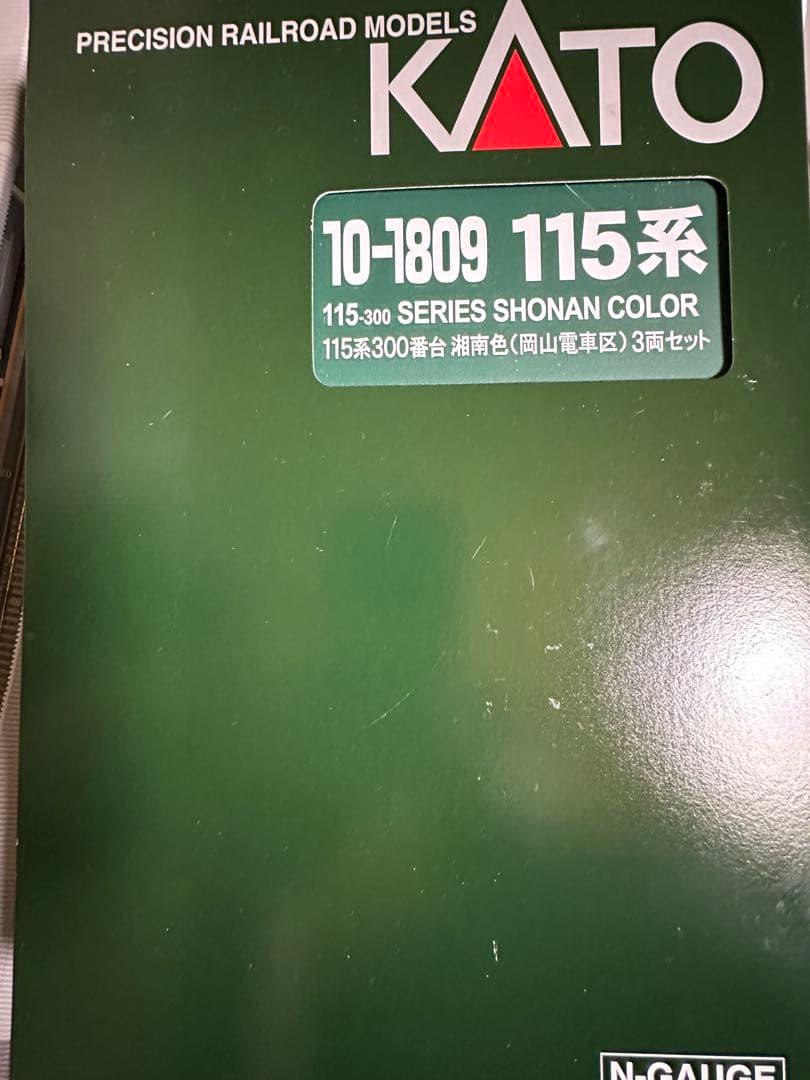 PRECISION RAILROAD MODELS
KATO
10-1809 115系
115-300 SERIES SHONAN COLOR
115系300番台 湘南色(岡山電車区) 3両セット
N-GAUGE